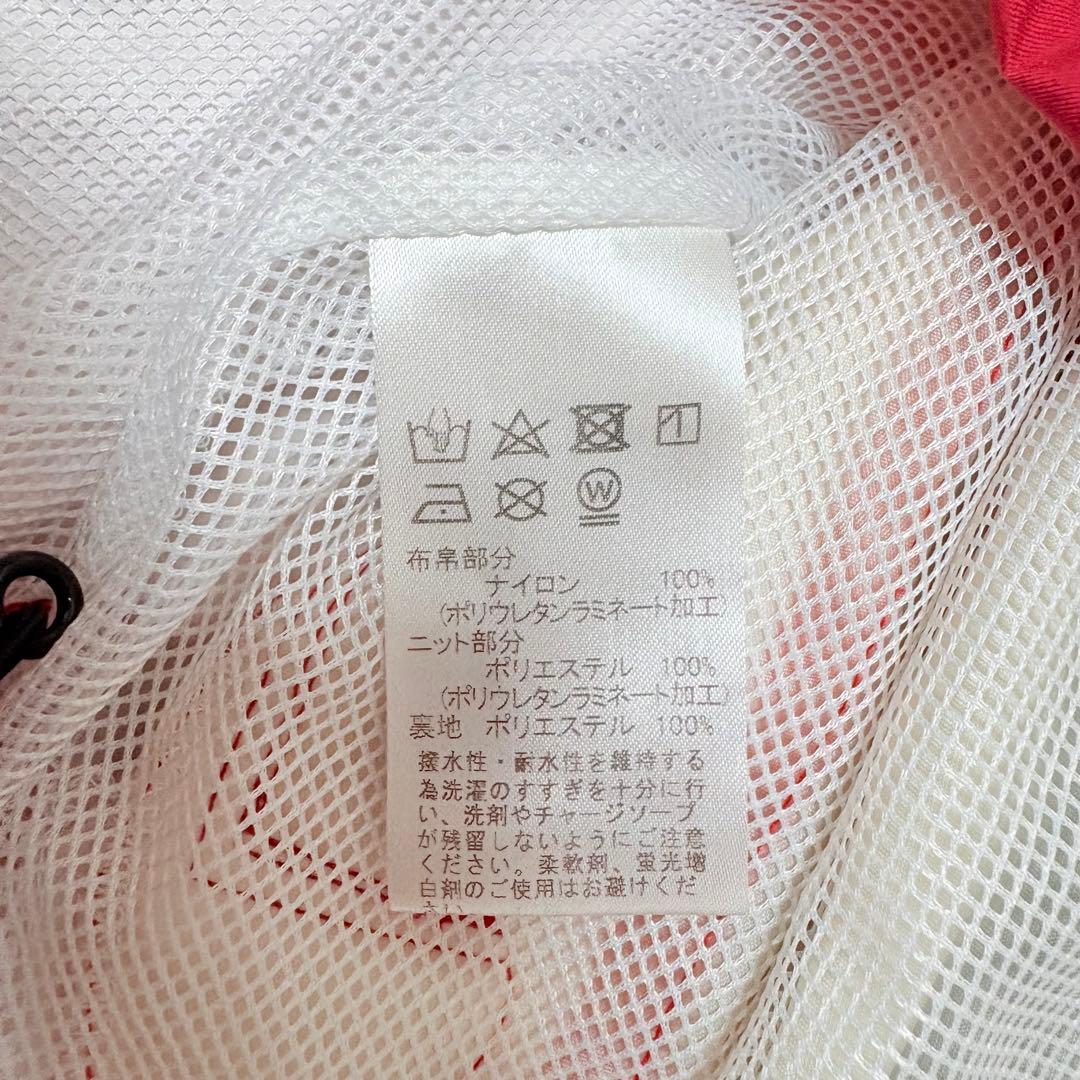 W
布帛部分
ナイロン 100%
(ポリウレタンラミネート加工)
ニット部分
ポリエステル 100%
(ポリウレタンラミネート加工)
裏地 ポリエステル 100%
撥水性・耐水性を維持する
為洗濯のすすぎを十分に行
い、洗剤やチャージソープ
が残留しないようにご注意
ください。柔軟剤、蛍光増
白剤のご使用はお避けくだ
さい。